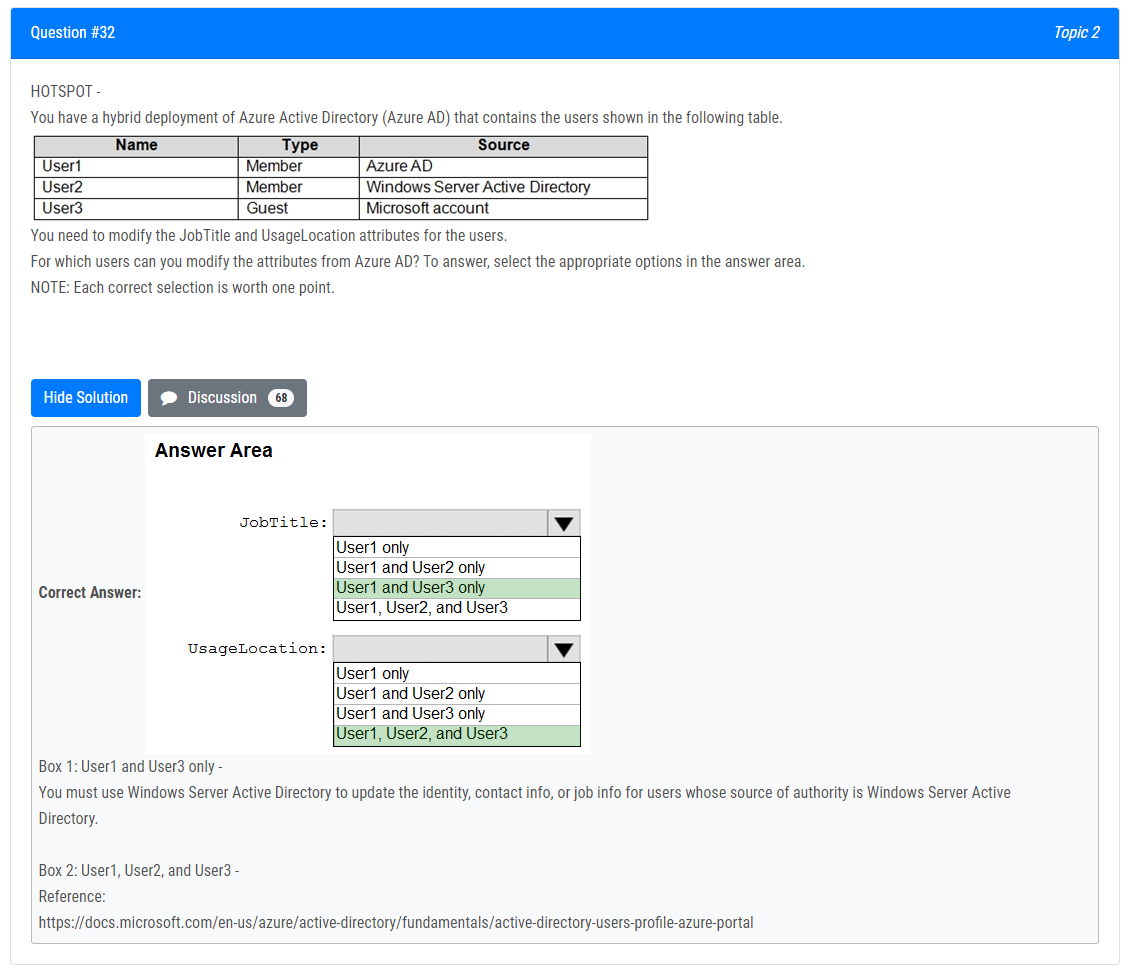 Question #32
Topic 2
HOTSPOT -
You have a hybrid deployment of Azure Active Directory (Azure AD) that contains the users shown in the following table.
Name Type Source
User1 Member Azure AD
User2 Member Windows Server Active Directory
User3 Guest Microsoft account
You need to modify the JobTitle and UsageLocation attributes for the users.
For which users can you modify the attributes from Azure AD? To answer, select the appropriate options in the answer area.
NOTE: Each correct selection is worth one point.
Hide Solution
Discussion 68
Answer Area
JobTitle:
User1 only
User1 and User2 only
User1 and User3 only
User1, User2, and User3
Correct Answer:
UsageLocation:
User1 only
User1 and User2 only
User1 and User3 only
User1, User2, and User3
Box 1: User1 and User3 only -
You must use Windows Server Active Directory to update the identity, contact info, or job info for users whose source of authority is Windows Server Active
Directory.
Box 2: User1, User2, and User3 -
Reference:
https://docs.microsoft.com/en-us/azure/active-directory/fundamentals/active-directory-users-profile-azure-portal